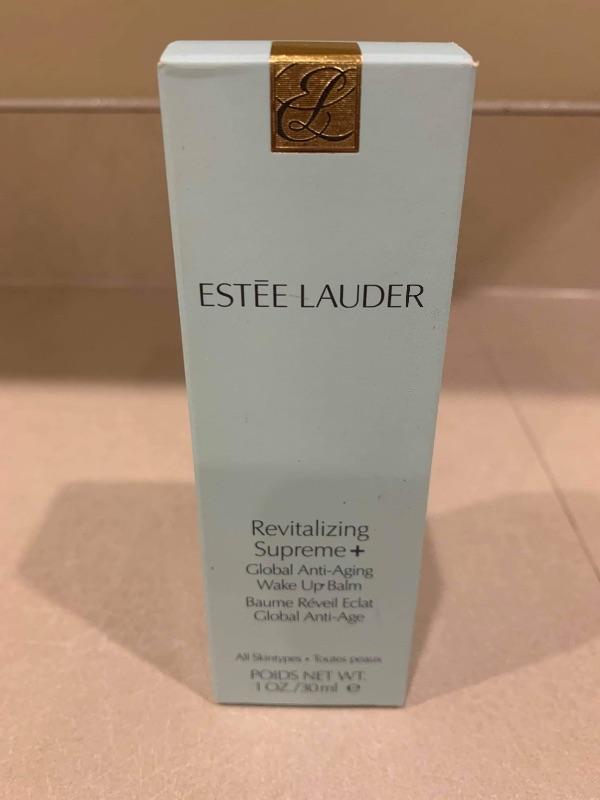 EL
ESTĒE LAUDER
Revitalizing
Supreme+
Global Anti-Aging
Wake Up Balm
Baume Réveil Eclat
Global Anti-Age
All Skintypes • Toutes peaux
POIDS NET WT.
1 OZ./30 ml ℮